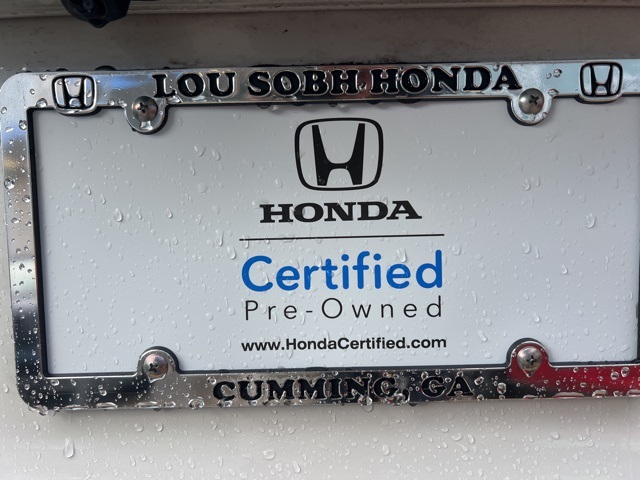 LOU SOBH HONDA
HONDA
Certified
Pre-Owned
www.HondaCertified.com
CUMMING, GA